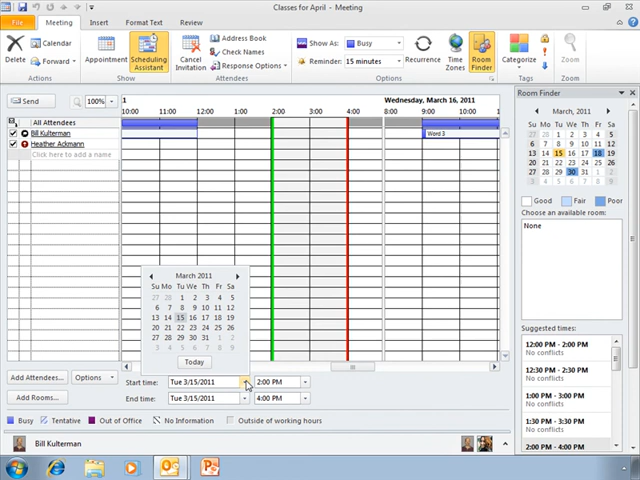 Classes for April - Meeting
File Meeting Insert Format Text Review
Delete
Calendar
Forward
Actions
Appointment
Scheduling Assistant
Show
Cancel Invitation
Address Book
Check Names
Response Options
Attendees
Show As: Busy
Reminder: 15 minutes
Recurrence
Time Zones
Room Finder
Options
Categorize
Tags
Zoom
Zoom
Send 100%
1 Wednesday, March 16, 2011
10:00 11:00 12:00 1:00 2:00 3:00 4:00 9:00 10:00 11:00
All Attendees
Bill Kulterman
Heather Ackmann
Click here to add a name
Word 3
March 2011
Su Mo Tu We Th Fr Sa
27 28 1 2 3 4 5
6 7 8 9 10 11 12
13 14 15 16 17 18 19
20 21 22 23 24 25 26
27 28 29 30 31 1 2
3 4 5 6 7 8 9
Today
Add Attendees... Options
Start time: Tue 3/15/2011 2:00 PM
Add Rooms...
End time: Tue 3/15/2011 4:00 PM
Busy Tentative Out of Office No Information Outside of working hours
Bill Kulterman
Room Finder
March, 2011
Su Mo Tu We Th Fr Sa
27 28 1 2 3 4 5
6 7 8 9 10 11 12
13 14 15 16 17 18 19
20 21 22 23 24 25 26
27 28 29 30 31 1 2
3 4 5 6 7 8 9
Good Fair Poor
Choose an available room:
None
Suggested times:
12:00 PM - 2:00 PM
No conflicts
12:30 PM - 2:30 PM
No conflicts
1:00 PM - 3:00 PM
No conflicts
1:30 PM - 3:30 PM
No conflicts
2:00 PM - 4:00 PM